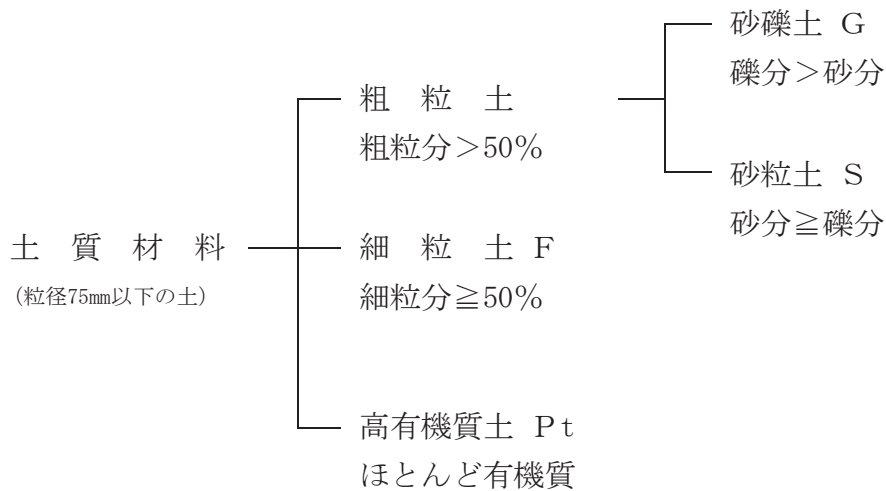 土質材料
(粒径75mm以下の土)
粗粒土
粗粒分＞50%
砂礫土 G
礫分＞砂分
砂粒土 S
砂分≧礫分
細粒土 F
細粒分≧50%
高有機質土 Pt
ほとんど有機質